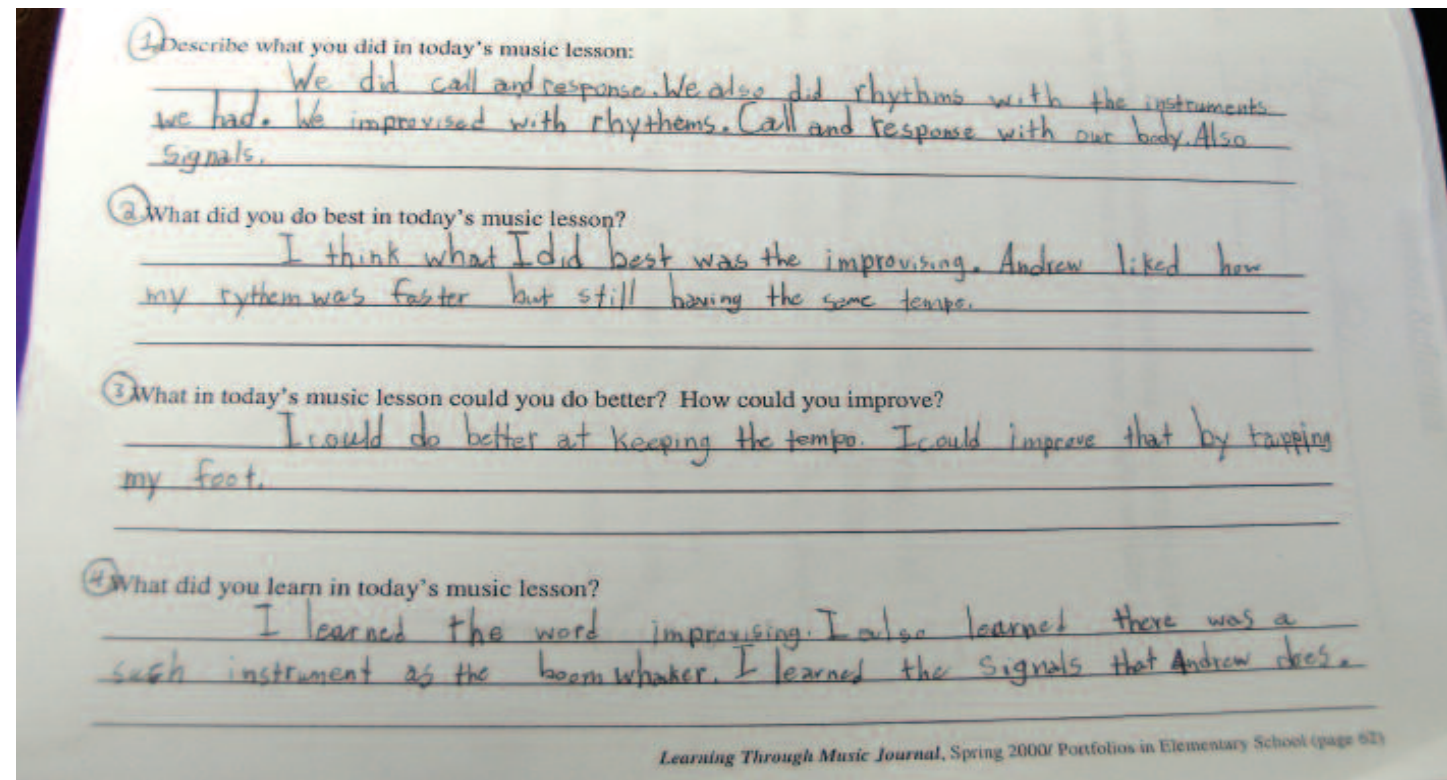 1. Describe what you did in today's music lesson:
We did call and response. We also did rhythms with the instruments
we had. We improvised with rhythems. Call and response with our body. Also
Signals.
2 What did you do best in today's music lesson?
I think what I did best was the improvising. Andrew liked how
my rythem was faster but still having the same tempo.
3 What in today's music lesson could you do better? How could you improve?
I could do better at keeping the tempo. I could improve that by tapping
my foot.
4 What did you learn in today's music lesson?
I learned the word improvising. I also learned there was a
such instrument as the boom whaker. I learned the Signals that Andrew does.
Learning Through Music Journal, Spring 2000/ Portfolios in Elementary School (page 62)